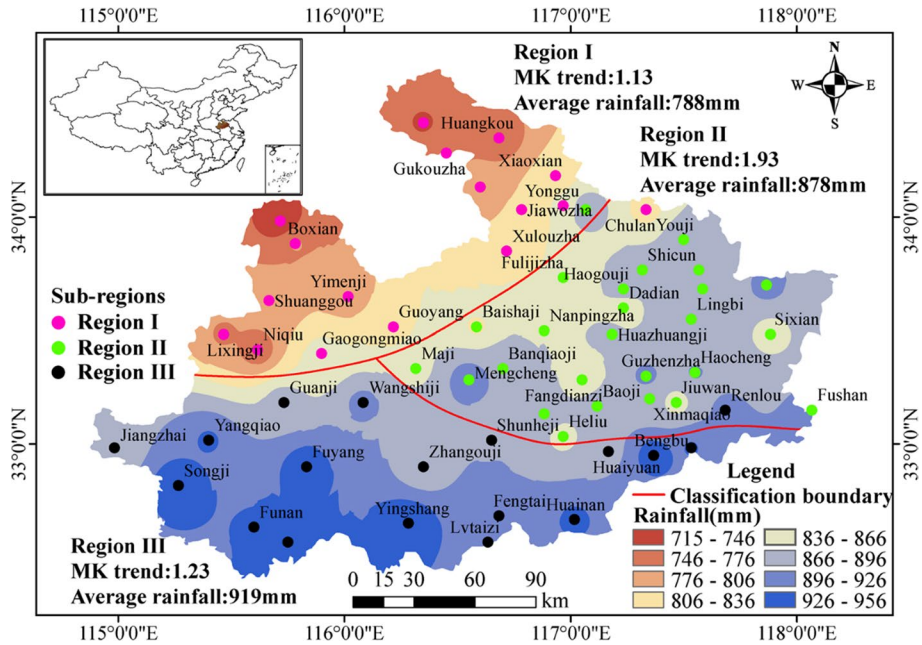 115°0'0"E 116°0'0"E 117°0'0"E 118°0'0"E
Region I
MK trend:1.13
Average rainfall:788mm
N
W E
S
Region II
MK trend:1.93
Average rainfall:878mm
34°0'0"N
33°0'0"N
34°0'0"N
33°0'0"N
Huangkou
Gukouzha
Xiaoxian
Yonggu
Jiawozha
Boxian
Chulan
Youji
Xulouzha
Fulijizha
Shicun
Haogouji
Yimenji
Shuanggou
Dadian
Lingbi
Sub-regions
Region I
Region II
Region III
Guoyang
Baishaji
Nanpingzha
Sixian
Niqiu
Lixingji
Gaogongmiao
Huazhuangji
Maji
Banqiaoji
Mengcheng
Guzhenzha
Haocheng
Guanji
Wangshiji
Fangdianzi
Baoji
Jiuwan
Renlou
Fushan
Jiangzhai
Yangqiao
Shunheji
Heliu
Xinmaqiao
Songji
Fuyang
Zhangouji
Huaiyuan
Bengbu
Funan
Yingshang
Lvtaizi
Fengtai
Huainan
Region III
MK trend:1.23
Average rainfall:919mm
0 15 30 60 90
km
Legend
Classification boundary
Rainfall(mm)
715 - 746
746 - 776
776 - 806
806 - 836
836 - 866
866 - 896
896 - 926
926 - 956
115°0'0"E 116°0'0"E 117°0'0"E 118°0'0"E